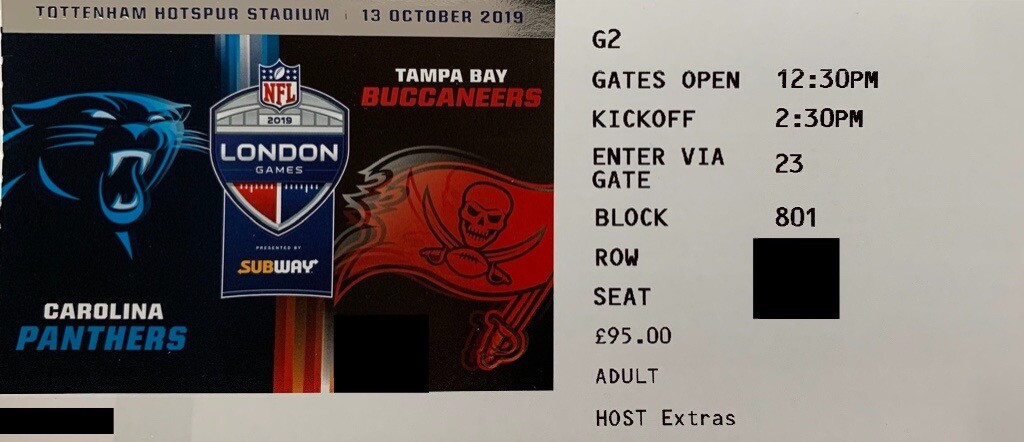 TOTTENHAM HOTSPUR STADIUM | 13 OCTOBER 2019
NFL
2019
LONDON
GAMES
PRESENTED BY
SUBWAY
TAMPA BAY
BUCCANEERS
CAROLINA
PANTHERS
G2
GATES OPEN 12:30PM
KICKOFF 2:30PM
ENTER VIA
GATE 23
BLOCK 801
ROW
SEAT
£95.00
ADULT
HOST Extras